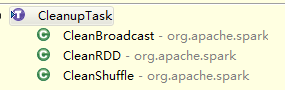 CleanupTask
CleanBroadcast - org.apache.spark
CleanRDD - org.apache.spark
CleanShuffle - org.apache.spark